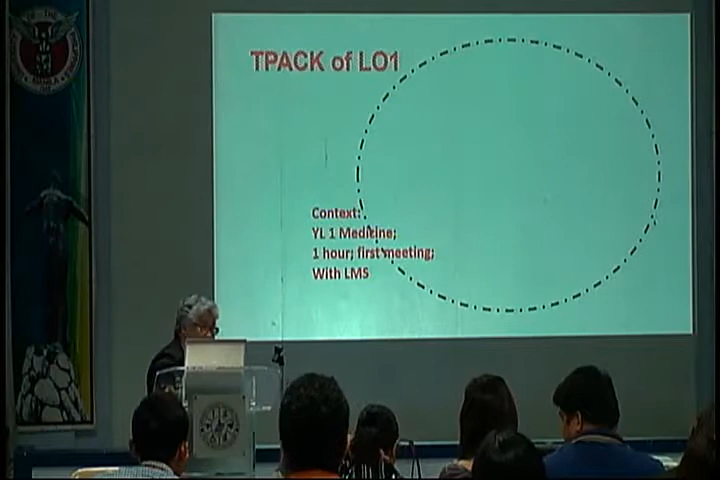 TPACK of LO1
Context:
YL 1 Medicine;
1 hour; first meeting;
With LMS